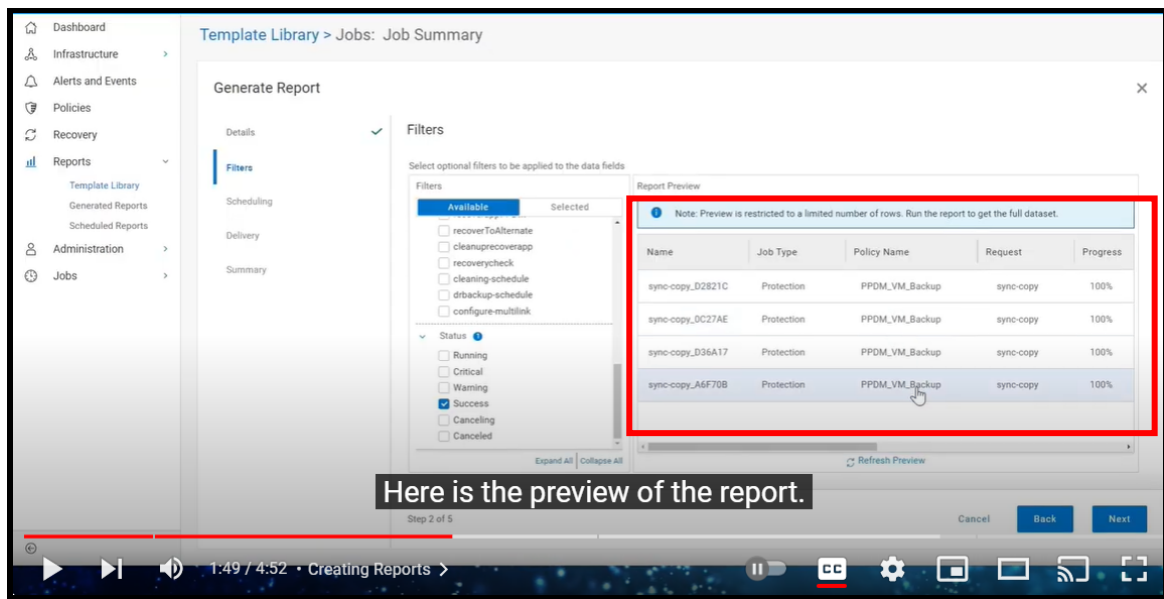 Dashboard
Infrastructure
Alerts and Events
Policies
Recovery
Reports
Template Library
Generated Reports
Scheduled Reports
Administration
Jobs
Template Library > Jobs: Job Summary
Generate Report
Details
Filters
Scheduling
Delivery
Summary
Filters
Select optional filters to be applied to the data fields
Filters
Available Selected
recoverToAlternate
cleanuprecoverapp
recoverycheck
cleaning-schedule
drbackup-schedule
configure-multilink
Status 1
Running
Critical
Warning
Success
Canceling
Canceled
Expand All Collapse All
Report Preview
Note: Preview is restricted to a limited number of rows. Run the report to get the full dataset.
Name Job Type Policy Name Request Progress
sync-copy_D2821C Protection PPDM_VM_Backup sync-copy 100%
sync-copy_0C27AE Protection PPDM_VM_Backup sync-copy 100%
sync-copy_D36A17 Protection PPDM_VM_Backup sync-copy 100%
sync-copy_A6F70B Protection PPDM_VM_Backup sync-copy 100%
Refresh Preview
Here is the preview of the report.
Step 2 of 5
Cancel Back Next
1:49 / 4:52 • Creating Reports
CC